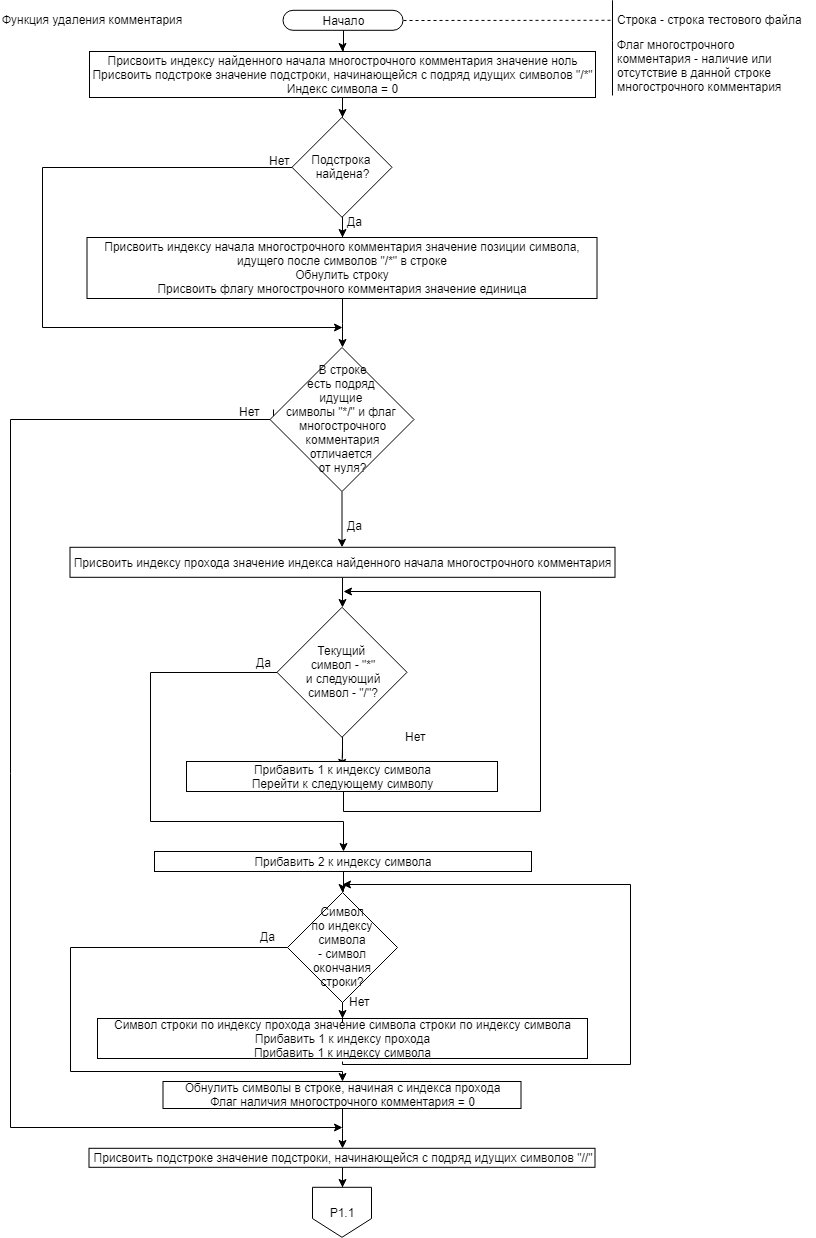 Функция удаления комментария
Начало
Строка - строка тестового файла
Флаг многострочного
комментария - наличие или
отсутствие в данной строке
многострочного комментария
Присвоить индексу найденного начала многострочного комментария значение ноль
Присвоить подстроке значение подстроки, начинающейся с подряд идущих символов "/*"
Индекс символа = 0
Нет
Подстрока
найдена?
Да
Присвоить индексу начала многострочного комментария значение позиции символа,
идущего после символов "/*" в строке
Обнулить строку
Присвоить флагу многострочного комментария значение единица
Нет
В строке
есть подряд
идущие
символы "*/" и флаг
многострочного
комментария
отличается
от нуля?
Да
Присвоить индексу прохода значение индекса найденного начала многострочного комментария
Да
Текущий
символ - "*"
и следующий
символ - "/"?
Нет
Прибавить 1 к индексу символа
Перейти к следующему символу
Прибавить 2 к индексу символа
Да
Символ
по индексу
символа
- символ
окончания
строки?
Нет
Символ строки по индексу прохода значение символа строки по индексу символа
Прибавить 1 к индексу прохода
Прибавить 1 к индексу символа
Обнулить символы в строке, начиная с индекса прохода
Флаг наличия многострочного комментария = 0
Присвоить подстроке значение подстроки, начинающейся с подряд идущих символов "//"
P1.1